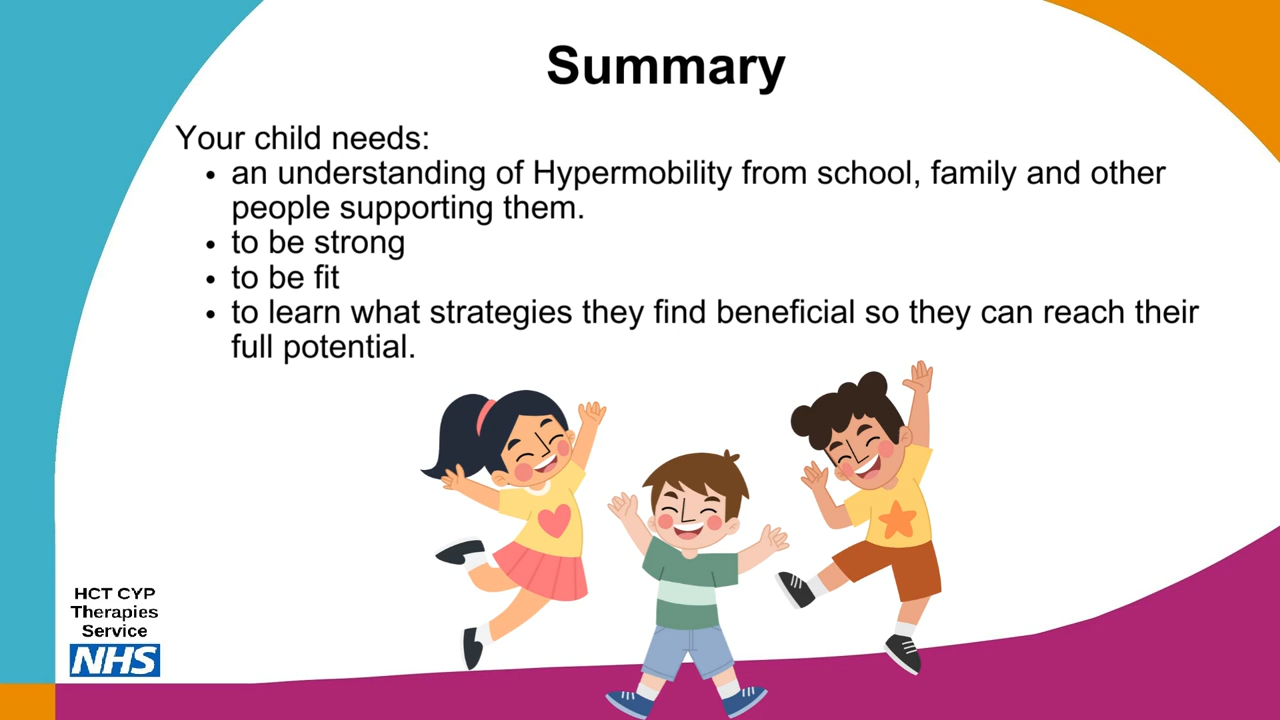 Summary
Your child needs:
• an understanding of Hypermobility from school, family and other
people supporting them.
• to be strong
• to be fit
• to learn what strategies they find beneficial so they can reach their
full potential.
HCT CYP
Therapies
Service
NHS